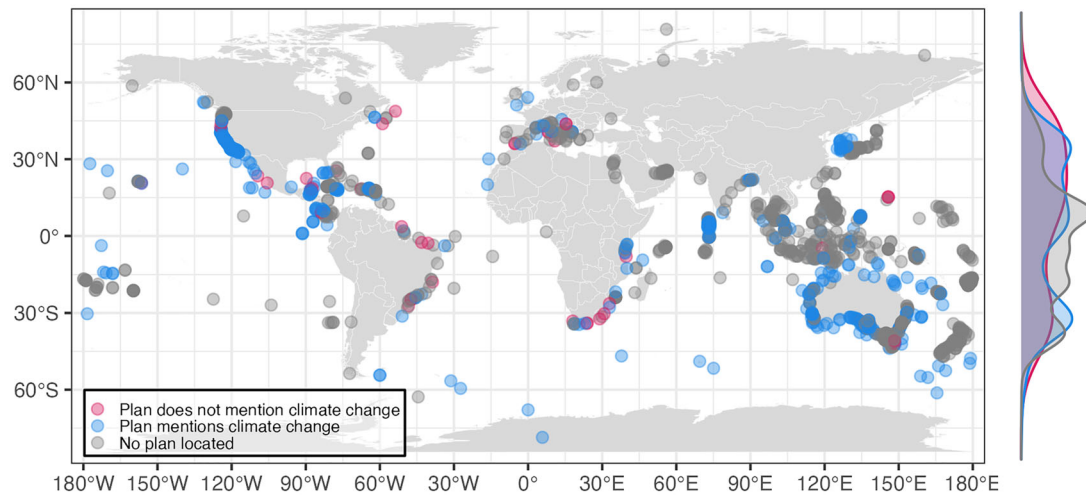 60°N
30°N
0°
30°S
60°S
Plan does not mention climate change
Plan mentions climate change
No plan located
180°W 150°W 120°W 90°W 60°W 30°W 0° 30°E 60°E 90°E 120°E 150°E 180°E